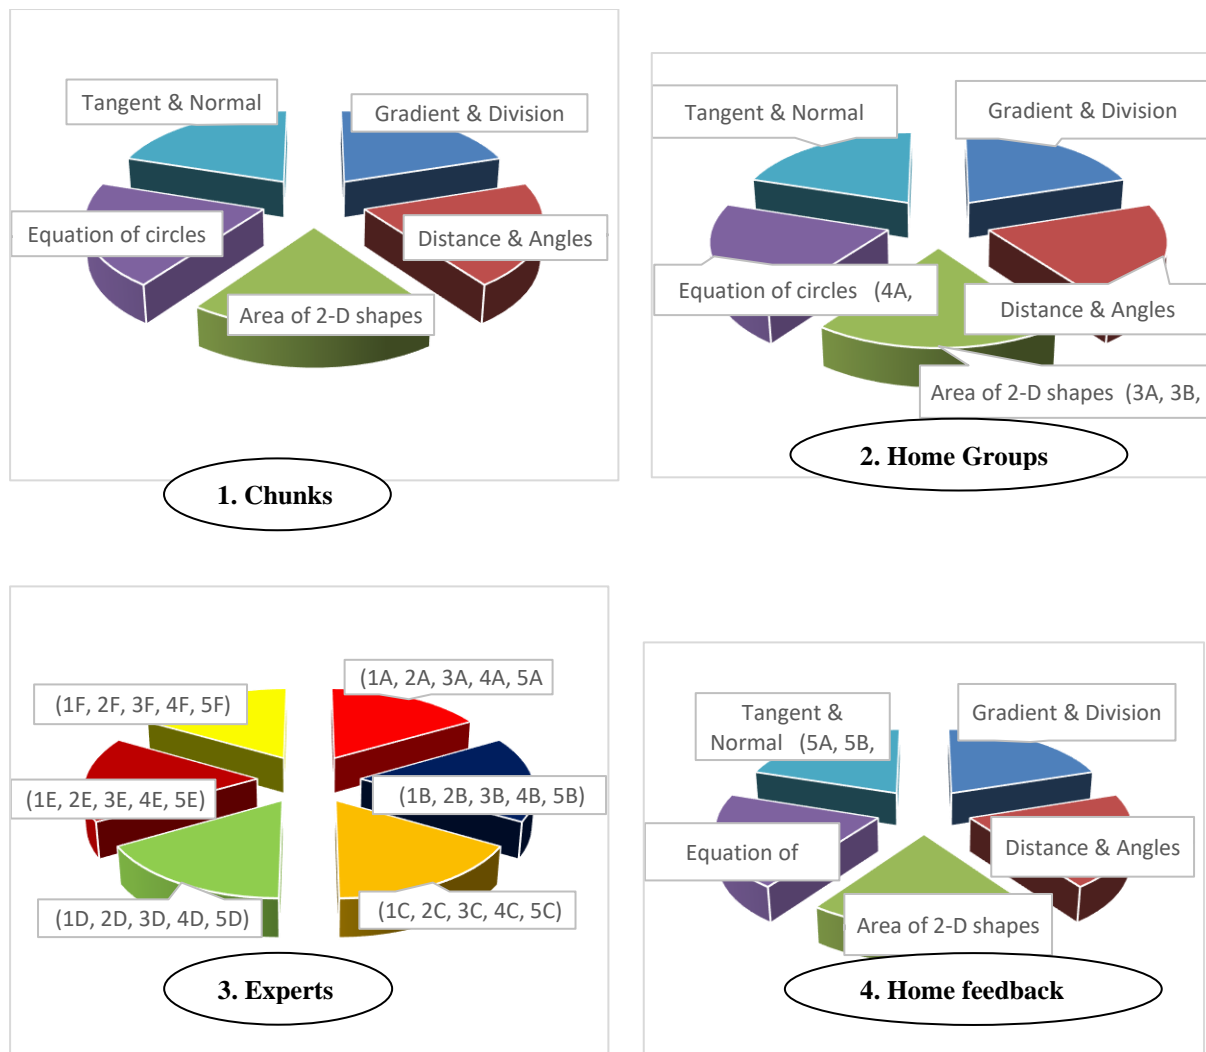 Tangent & Normal
Gradient & Division
Equation of circles
Distance & Angles
Area of 2-D shapes
1. Chunks
Tangent & Normal
Gradient & Division
Equation of circles (4A,
Distance & Angles
Area of 2-D shapes (3A, 3B,
2. Home Groups
(1F, 2F, 3F, 4F, 5F)
(1A, 2A, 3A, 4A, 5A
(1E, 2E, 3E, 4E, 5E)
(1B, 2B, 3B, 4B, 5B)
(1D, 2D, 3D, 4D, 5D)
(1C, 2C, 3C, 4C, 5C)
3. Experts
Tangent &
Normal (5A, 5B,
Gradient & Division
Equation of
Distance & Angles
Area of 2-D shapes
4. Home feedback